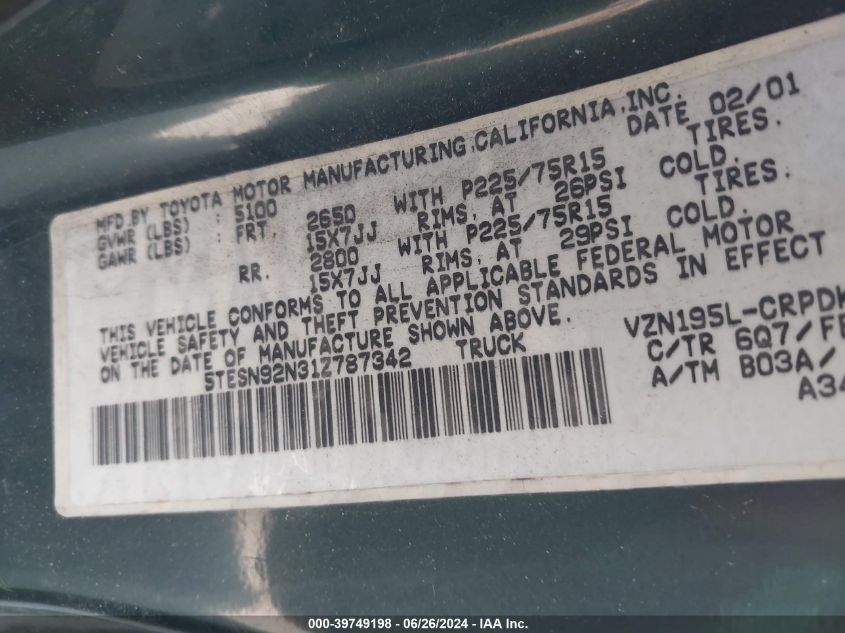 MFD BY TOYOTA MOTOR MANUFACTURING, CALIFORNIA, INC. DATE 02/01
GVWR (LBS) : 5100
GAWR (LBS) : FRT 2650 WITH P225/75R15 TIRES.
15X7JJ RIMS, AT 26PSI COLD.
RR. 2800 WITH P225/75R15 TIRES.
15X7JJ RIMS, AT 29PSI COLD.
THIS VEHICLE CONFORMS TO ALL APPLICABLE FEDERAL MOTOR
VEHICLE SAFETY AND THEFT PREVENTION STANDARDS IN EFFECT
ON THE DATE OF MANUFACTURE SHOWN ABOVE.
5TESN92N31Z787342 TRUCK
VZN195L-CRPDK
C/TR 6Q7/FE
A/TM B03A/
A34
000-39749198 - 06/26/2024 - IAA Inc.